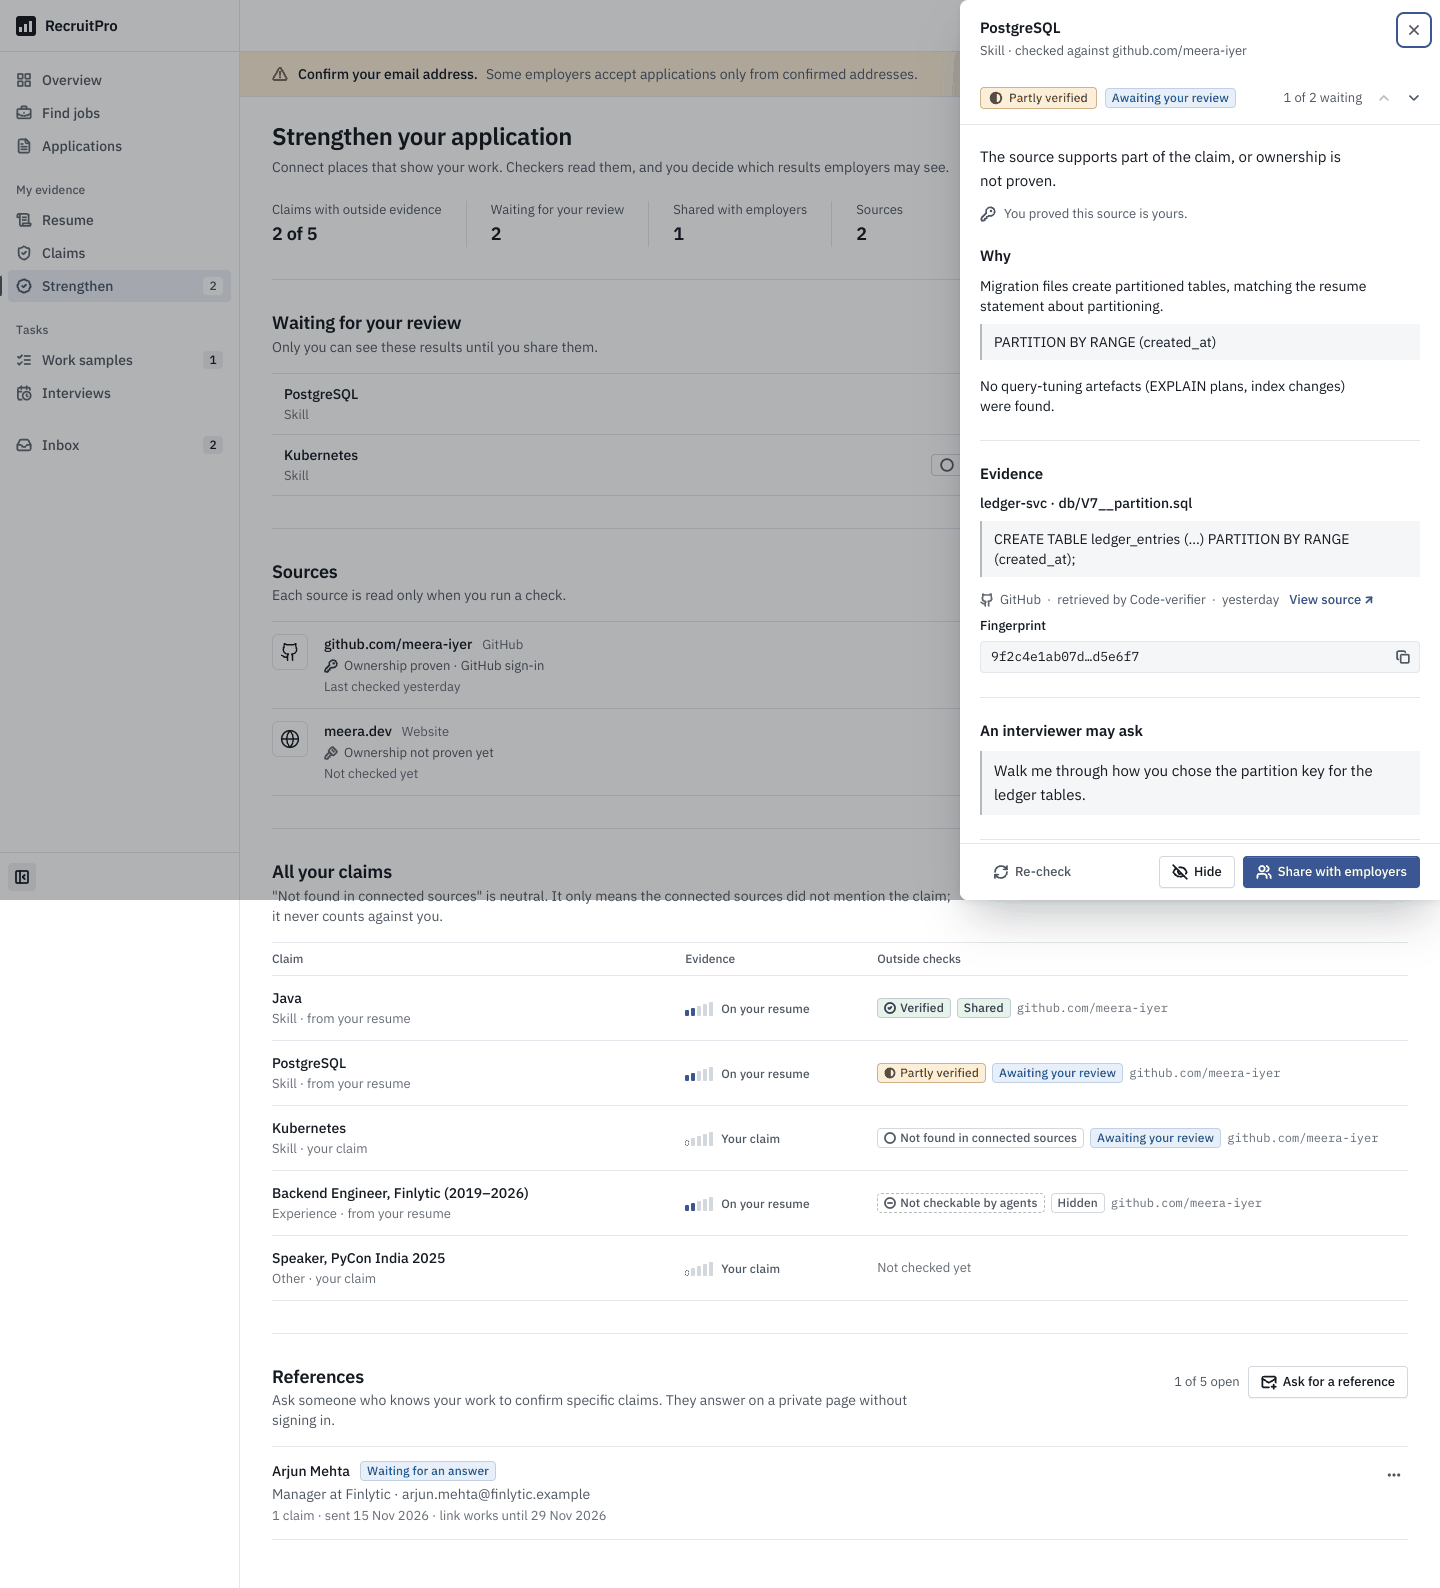 RecruitPro
Overview
Find jobs
Applications
My evidence
Resume
Claims
Strengthen 2
Tasks
Work samples 1
Interviews
Inbox 2
Confirm your email address. Some employers accept applications only from confirmed addresses.
Strengthen your application
Connect places that show your work. Checkers read them, and you decide which results employers may see.
Claims with outside evidence
2 of 5
Waiting for your review
2
Shared with employers
1
Sources
2
Waiting for your review
Only you can see these results until you share them.
PostgreSQL
Skill
Kubernetes
Skill
Sources
Each source is read only when you run a check.
github.com/meera-iyer GitHub
Ownership proven · GitHub sign-in
Last checked yesterday
meera.dev Website
Ownership not proven yet
Not checked yet
All your claims
"Not found in connected sources" is neutral. It only means the connected sources did not mention the claim;
it never counts against you.
Claim Evidence Outside checks
Java
Skill · from your resume
On your resume
Verified Shared github.com/meera-iyer
PostgreSQL
Skill · from your resume
On your resume
Partly verified Awaiting your review github.com/meera-iyer
Kubernetes
Skill · your claim
Your claim
Not found in connected sources Awaiting your review github.com/meera-iyer
Backend Engineer, Finlytic (2019–2026)
Experience · from your resume
On your resume
Not checkable by agents Hidden github.com/meera-iyer
Speaker, PyCon India 2025
Other · your claim
Your claim
Not checked yet
References
Ask someone who knows your work to confirm specific claims. They answer on a private page without
signing in.
1 of 5 open Ask for a reference
Arjun Mehta Waiting for an answer
Manager at Finlytic · arjun.mehta@finlytic.example
1 claim · sent 15 Nov 2026 · link works until 29 Nov 2026
PostgreSQL
Skill · checked against github.com/meera-iyer
Partly verified Awaiting your review 1 of 2 waiting
The source supports part of the claim, or ownership is
not proven.
You proved this source is yours.
Why
Migration files create partitioned tables, matching the resume
statement about partitioning.
PARTITION BY RANGE (created_at)
No query-tuning artefacts (EXPLAIN plans, index changes)
were found.
Evidence
ledger-svc · db/V7__partition.sql
CREATE TABLE ledger_entries (…) PARTITION BY RANGE
(created_at);
GitHub · retrieved by Code-verifier · yesterday View source
Fingerprint
9f2c4e1ab07d…d5e6f7
An interviewer may ask
Walk me through how you chose the partition key for the
ledger tables.
Re-check Hide Share with employers